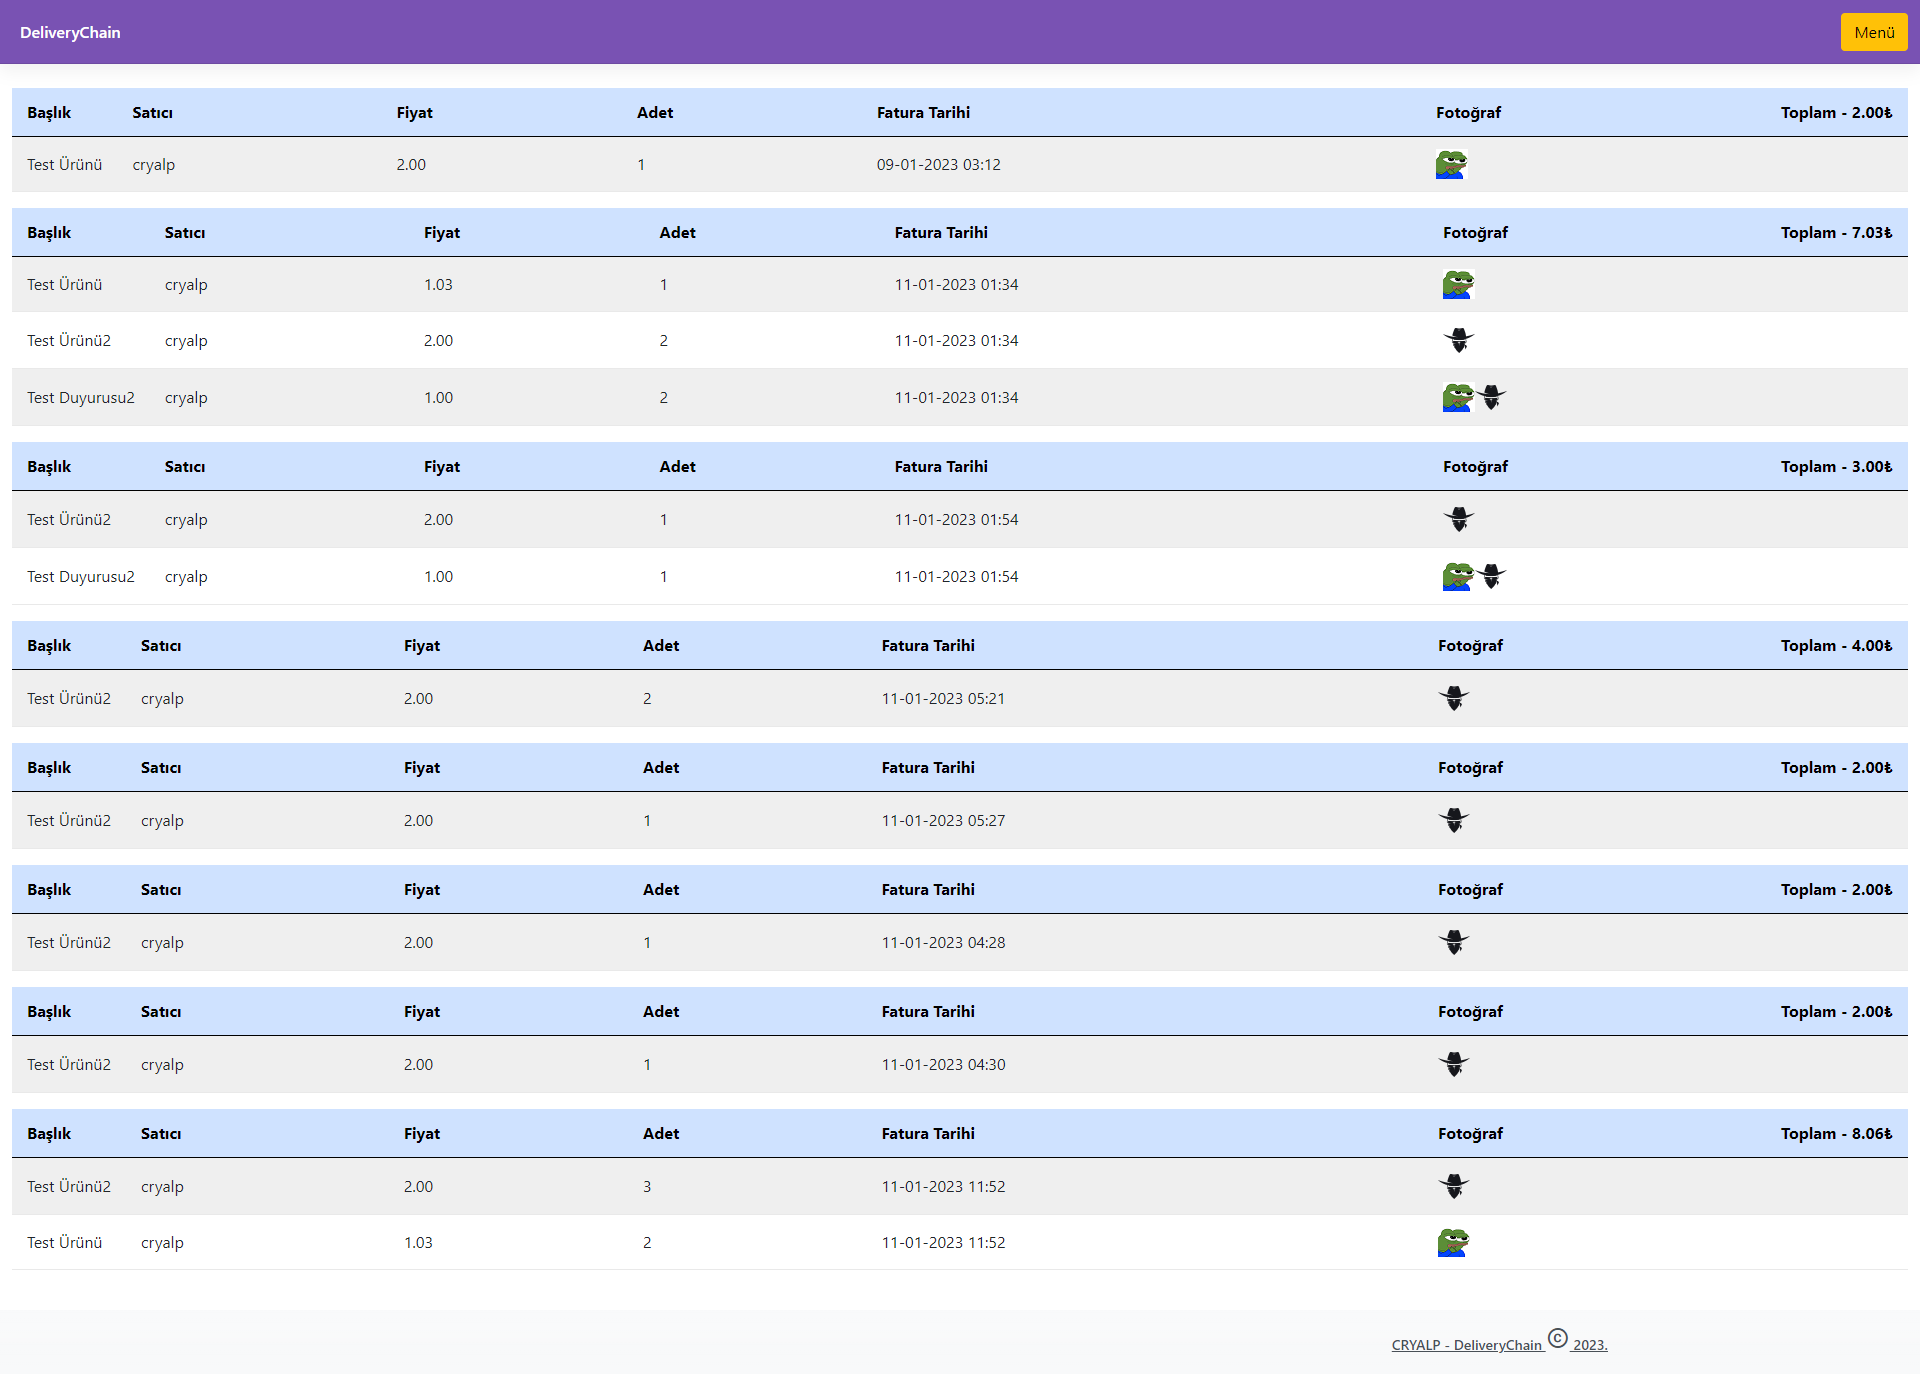 DeliveryChain Menü
Başlık Satıcı Fiyat Adet Fatura Tarihi Fotoğraf Toplam - 2.00₺
Test Ürünü cryalp 2.00 1 09-01-2023 03:12
Başlık Satıcı Fiyat Adet Fatura Tarihi Fotoğraf Toplam - 7.03₺
Test Ürünü cryalp 1.03 1 11-01-2023 01:34
Test Ürünü2 cryalp 2.00 2 11-01-2023 01:34
Test Duyurusu2 cryalp 1.00 2 11-01-2023 01:34
Başlık Satıcı Fiyat Adet Fatura Tarihi Fotoğraf Toplam - 3.00₺
Test Ürünü2 cryalp 2.00 1 11-01-2023 01:54
Test Duyurusu2 cryalp 1.00 1 11-01-2023 01:54
Başlık Satıcı Fiyat Adet Fatura Tarihi Fotoğraf Toplam - 4.00₺
Test Ürünü2 cryalp 2.00 2 11-01-2023 05:21
Başlık Satıcı Fiyat Adet Fatura Tarihi Fotoğraf Toplam - 2.00₺
Test Ürünü2 cryalp 2.00 1 11-01-2023 05:27
Başlık Satıcı Fiyat Adet Fatura Tarihi Fotoğraf Toplam - 2.00₺
Test Ürünü2 cryalp 2.00 1 11-01-2023 04:28
Başlık Satıcı Fiyat Adet Fatura Tarihi Fotoğraf Toplam - 2.00₺
Test Ürünü2 cryalp 2.00 1 11-01-2023 04:30
Başlık Satıcı Fiyat Adet Fatura Tarihi Fotoğraf Toplam - 8.06₺
Test Ürünü2 cryalp 2.00 3 11-01-2023 11:52
Test Ürünü cryalp 1.03 2 11-01-2023 11:52
CRYALP - DeliveryChain © 2023.